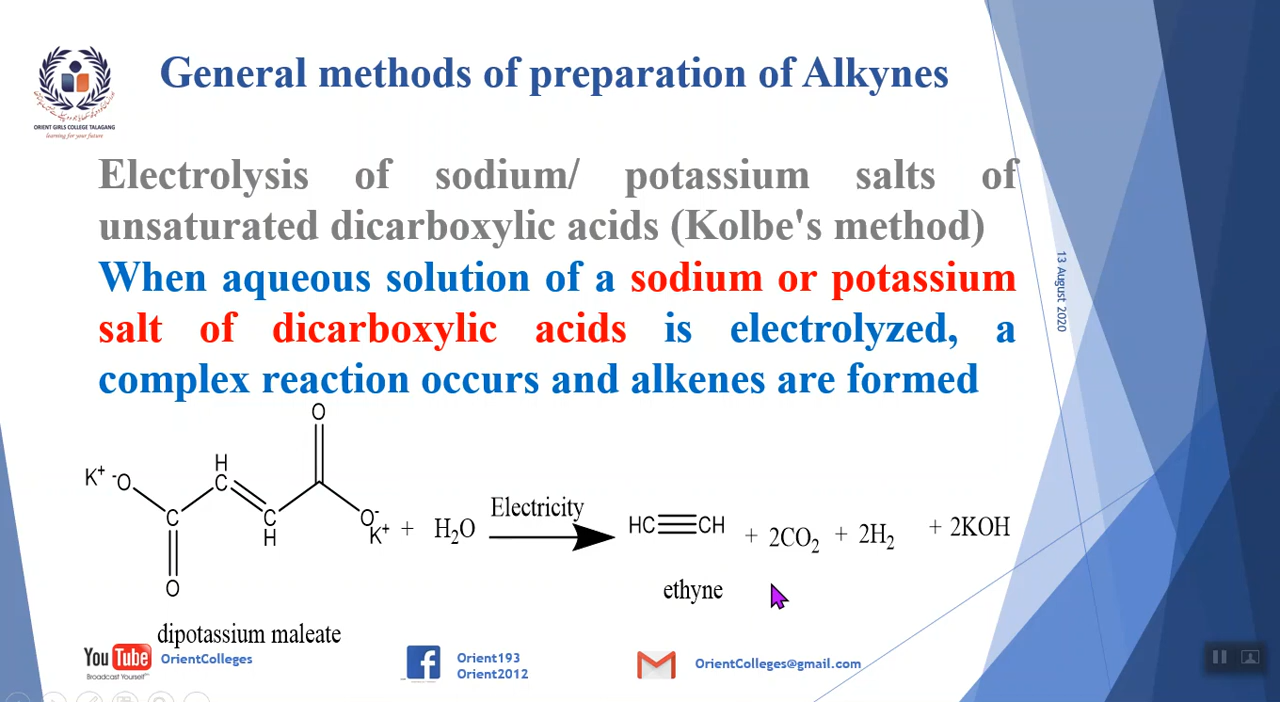 General methods of preparation of Alkynes
ORIENT GIRLS COLLEGE TALAGANG
learning for your future
Electrolysis of sodium/ potassium salts of
unsaturated dicarboxylic acids (Kolbe's method)
When aqueous solution of a sodium or potassium
salt of dicarboxylic acids is electrolyzed, a
complex reaction occurs and alkenes are formed
13 August 2020
O
H
K⁺ ⁻O C
C C O⁻
H K⁺
O
+ H₂O
Electricity
HC≡CH + 2CO₂ + 2H₂ + 2KOH
ethyne
dipotassium maleate
YouTube
Broadcast Yourself™
OrientColleges
Orient193
Orient2012
OrientColleges@gmail.com